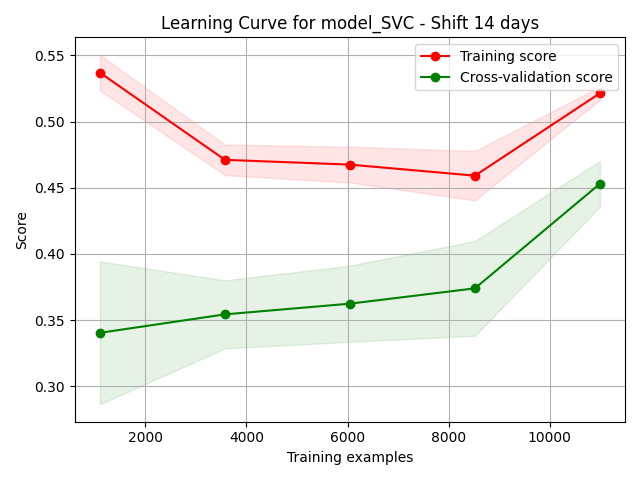 Learning Curve for model_SVC - Shift 14 days
Training score
Cross-validation score
0.55
0.50
0.45
0.40
0.35
0.30
Score
2000
4000
6000
8000
10000
Training examples